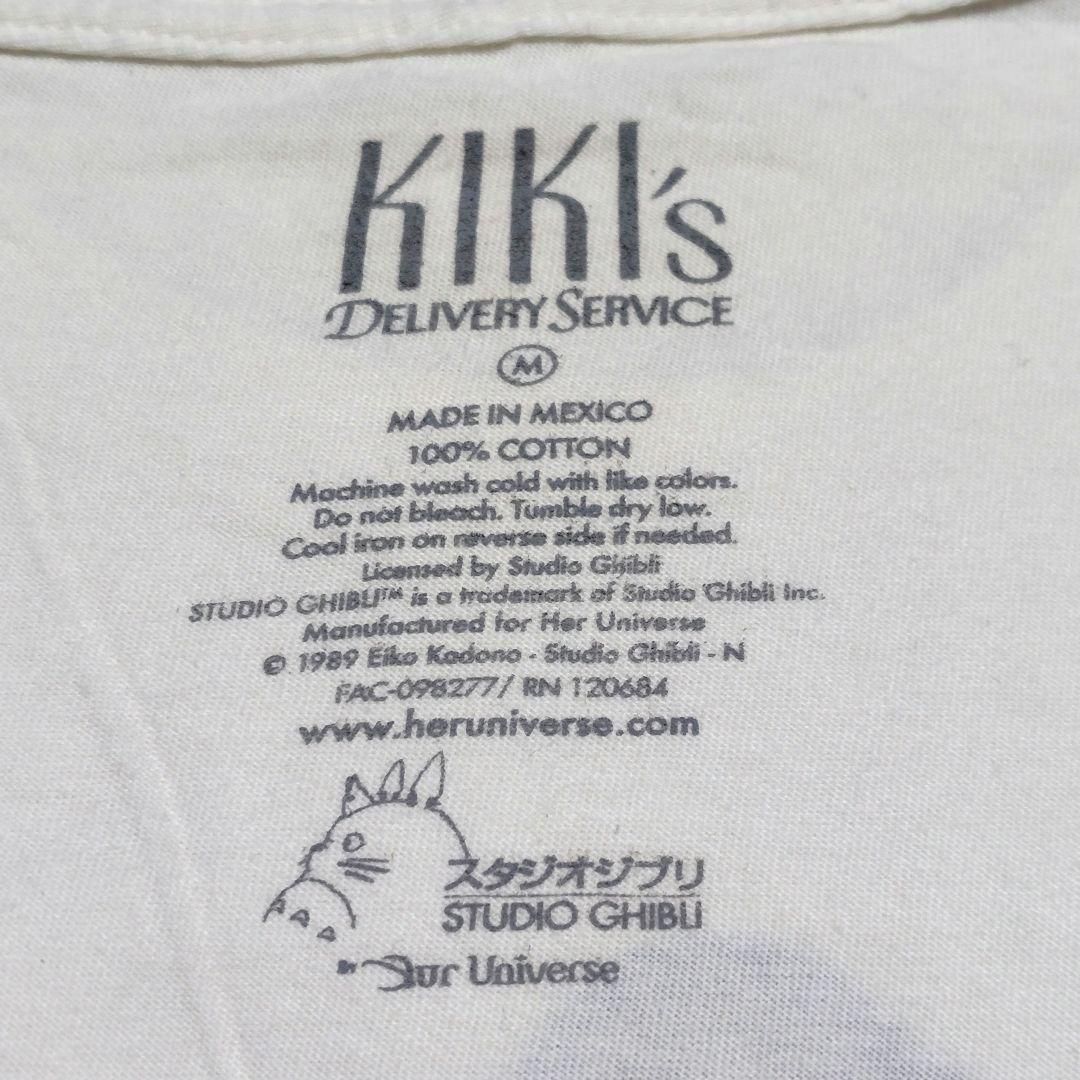 KIKI's
DELIVERY SERVICE
M
MADE IN MEXICO
100% COTTON
Machine wash cold with like colors.
Do not bleach. Tumble dry low.
Cool iron on reverse side if needed.
Licensed by Studio Ghibli
STUDIO GHIBLI™ is a trademark of Studio Ghibli Inc.
Manufactured for Her Universe
© 1989 Eiko Kadono - Studio Ghibli - N
FAC-098277/ RN 120684
www.heruniverse.com
スタジオジブリ
STUDIO GHIBLI
Her Universe